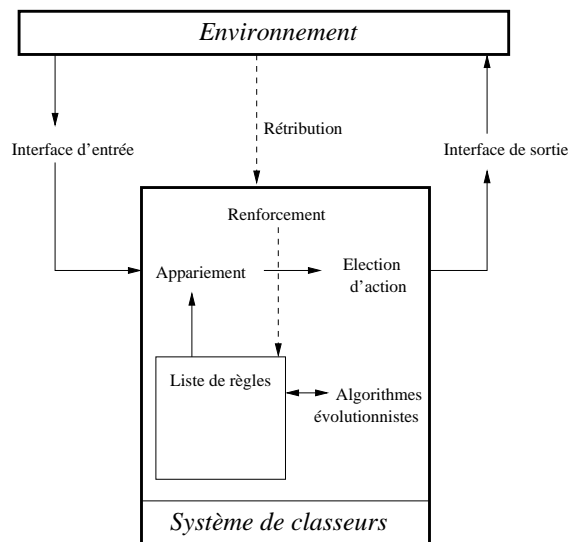 Environnement
Rétribution
Interface d'entrée
Interface de sortie
Renforcement
Appariement
Election
d'action
Liste de règles
Algorithmes
évolutionnistes
Système de classeurs